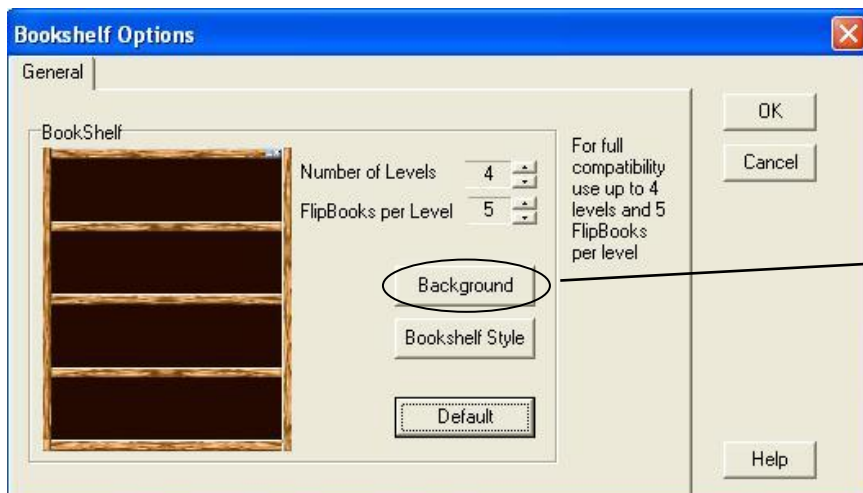 Bookshelf Options
General
BookShelf
Number of Levels 4
FlipBooks per Level 5
For full
compatibility
use up to 4
levels and 5
FlipBooks
per level
Background
Bookshelf Style
Default
OK
Cancel
Help